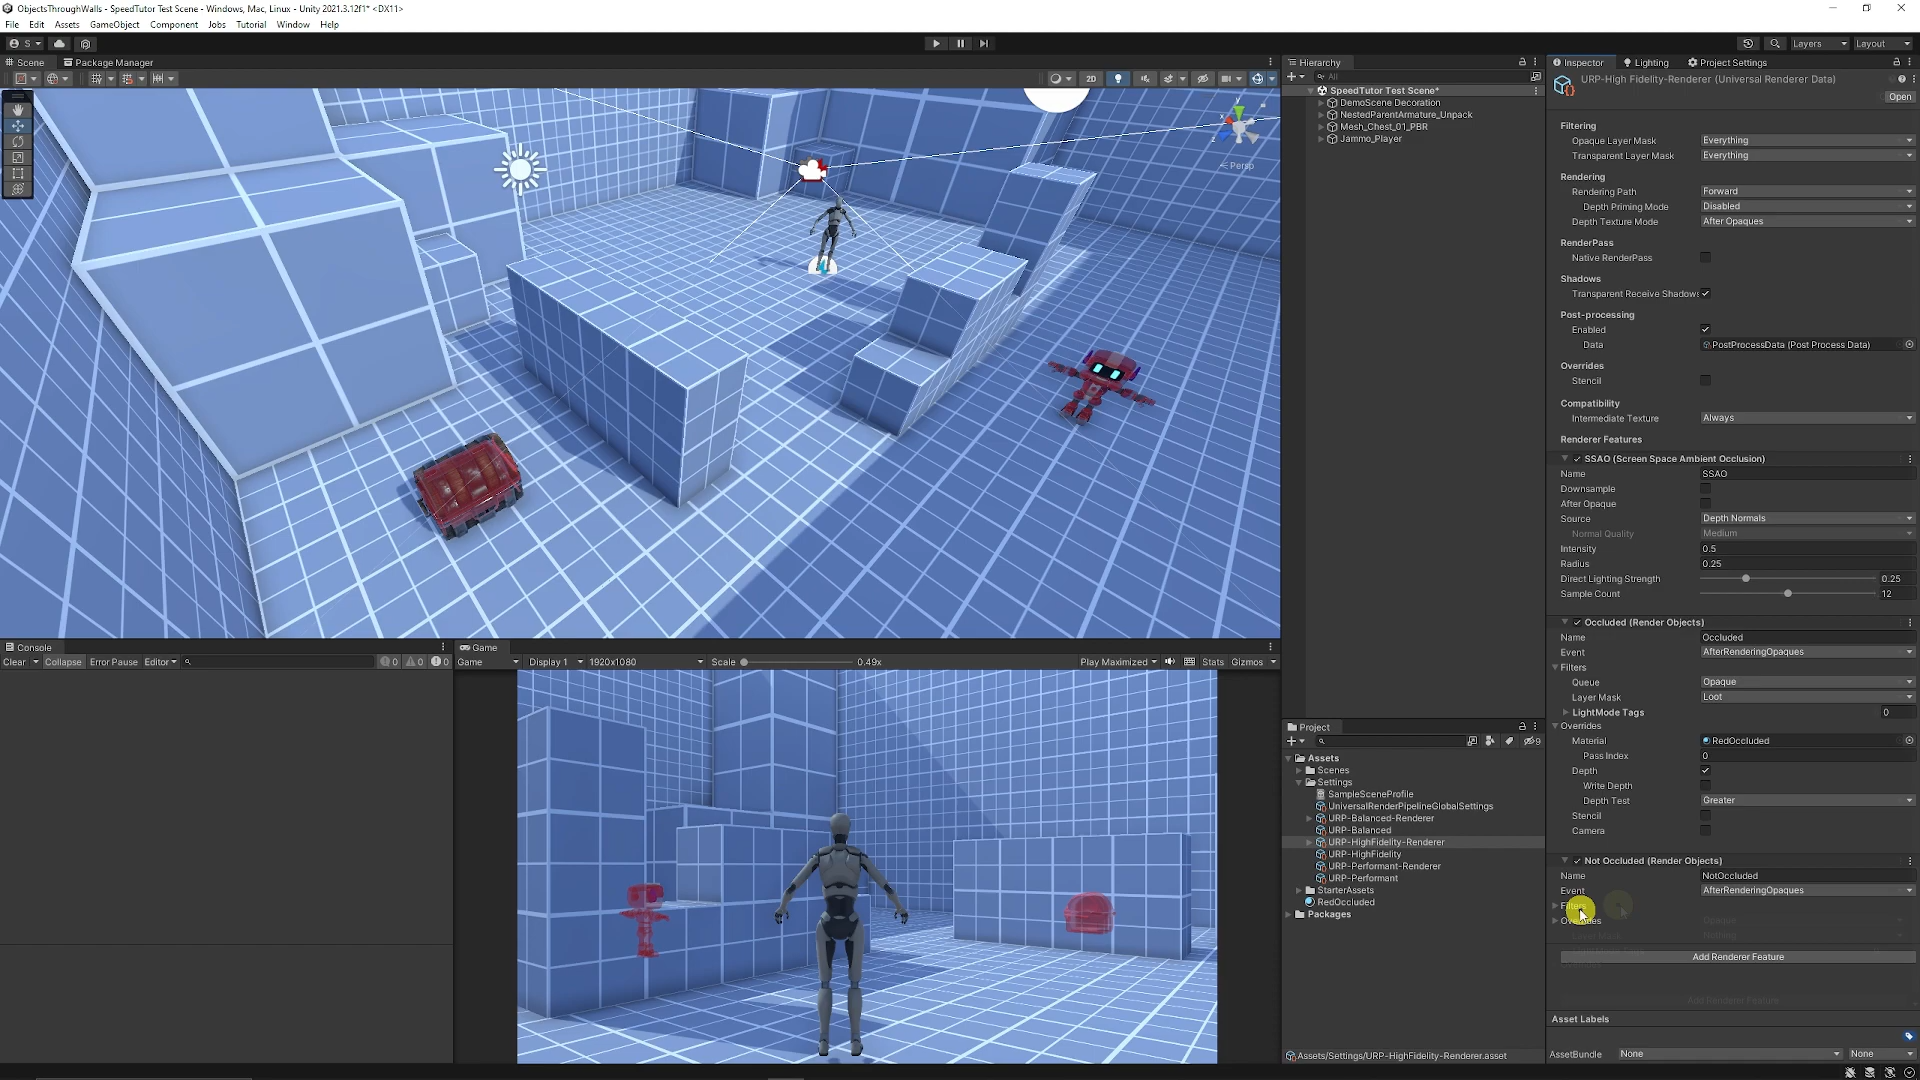 ObjectsThroughWalls - SpeedTutor Test Scene - Windows, Mac, Linux - Unity 2021.3.12f1* <DX11>
File Edit Assets GameObject Component Jobs Tutorial Window Help
S Layers Layout
Scene Package Manager
2D
Persp
Hierarchy
All
SpeedTutor Test Scene*
DemoScene Decoration
NestedParentArmature_Unpack
Mesh_Chest_01_PBR
Jammo_Player
Inspector Lighting Project Settings
URP-High Fidelity-Renderer (Universal Renderer Data)
Open
Filtering
Opaque Layer Mask Everything
Transparent Layer Mask Everything
Rendering
Rendering Path Forward
Depth Priming Mode Disabled
Depth Texture Mode After Opaques
RenderPass
Native RenderPass
Shadows
Transparent Receive Shadows
Post-processing
Enabled
Data PostProcessData (Post Process Data)
Overrides
Stencil
Compatibility
Intermediate Texture Always
Renderer Features
SSAO (Screen Space Ambient Occlusion)
Name SSAO
Downsample
After Opaque
Source Depth Normals
Normal Quality Medium
Intensity 0.5
Radius 0.25
Direct Lighting Strength 0.25
Sample Count 12
Occluded (Render Objects)
Name Occluded
Event AfterRenderingOpaques
Filters
Queue Opaque
Layer Mask Loot
LightMode Tags 0
Overrides
Material RedOccluded
Pass Index 0
Depth
Write Depth
Depth Test Greater
Stencil
Camera
Not Occluded (Render Objects)
Name NotOccluded
Event AfterRenderingOpaques
Filters
Add Renderer Feature
Asset Labels
AssetBundle None None
Console
Clear Collapse Error Pause Editor 0 0 0
Game
Game Display 1 1920x1080 Scale 0.49x Play Maximized Stats Gizmos
Project
9
Assets
Scenes
Settings
SampleSceneProfile
UniversalRenderPipelineGlobalSettings
URP-Balanced-Renderer
URP-Balanced
URP-HighFidelity-Renderer
URP-HighFidelity
URP-Performant-Renderer
URP-Performant
StarterAssets
RedOccluded
Packages
Assets/Settings/URP-HighFidelity-Renderer.asset